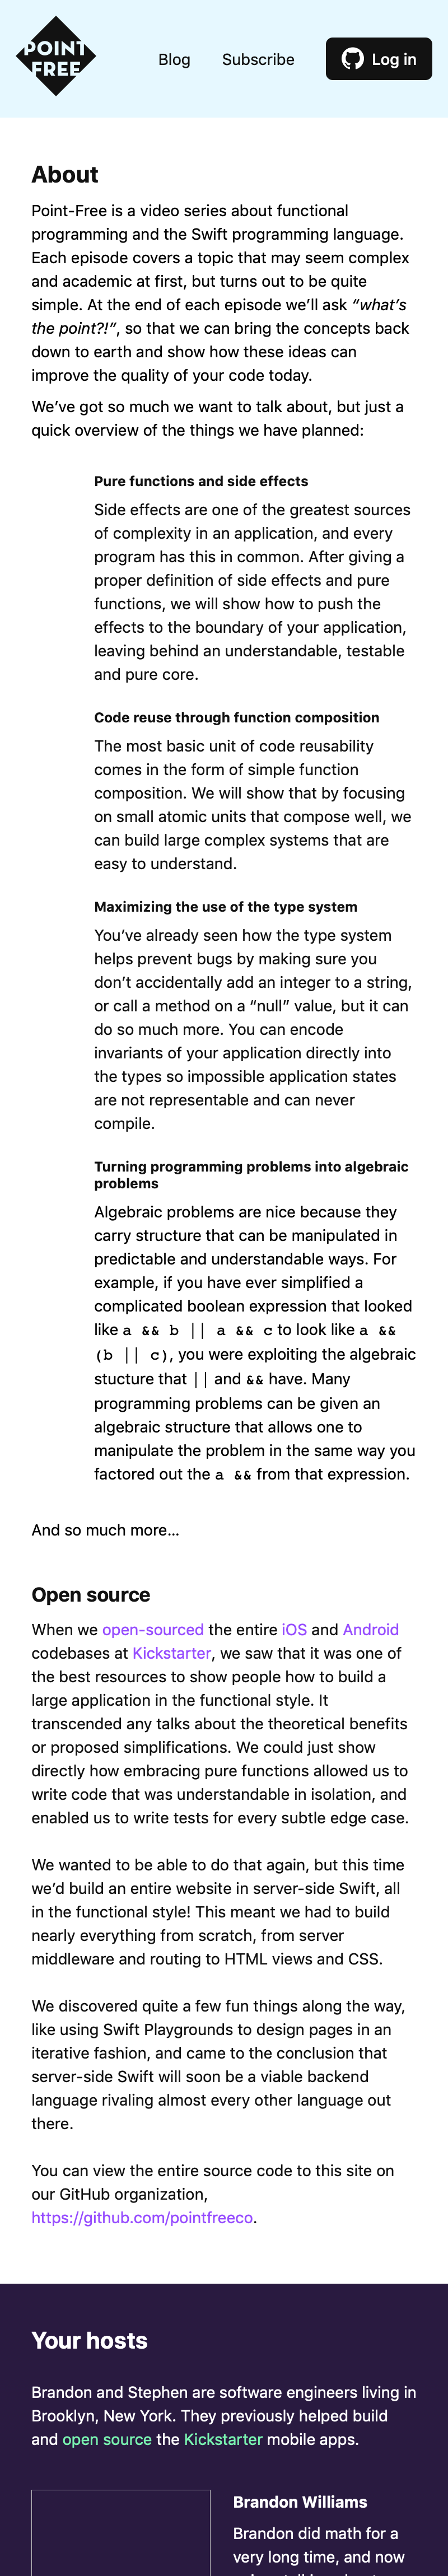 POINT
FREE
Blog
Subscribe
Log in
About
Point-Free is a video series about functional
programming and the Swift programming language.
Each episode covers a topic that may seem complex
and academic at first, but turns out to be quite
simple. At the end of each episode we’ll ask “what’s
the point?!”, so that we can bring the concepts back
down to earth and show how these ideas can
improve the quality of your code today.
We’ve got so much we want to talk about, but just a
quick overview of the things we have planned:
Pure functions and side effects
Side effects are one of the greatest sources
of complexity in an application, and every
program has this in common. After giving a
proper definition of side effects and pure
functions, we will show how to push the
effects to the boundary of your application,
leaving behind an understandable, testable
and pure core.
Code reuse through function composition
The most basic unit of code reusability
comes in the form of simple function
composition. We will show that by focusing
on small atomic units that compose well, we
can build large complex systems that are
easy to understand.
Maximizing the use of the type system
You’ve already seen how the type system
helps prevent bugs by making sure you
don’t accidentally add an integer to a string,
or call a method on a “null” value, but it can
do so much more. You can encode
invariants of your application directly into
the types so impossible application states
are not representable and can never
compile.
Turning programming problems into algebraic
problems
Algebraic problems are nice because they
carry structure that can be manipulated in
predictable and understandable ways. For
example, if you have ever simplified a
complicated boolean expression that looked
like a && b || a && c to look like a &&
(b || c), you were exploiting the algebraic
stucture that || and && have. Many
programming problems can be given an
algebraic structure that allows one to
manipulate the problem in the same way you
factored out the a && from that expression.
And so much more…
Open source
When we open-sourced the entire iOS and Android
codebases at Kickstarter, we saw that it was one of
the best resources to show people how to build a
large application in the functional style. It
transcended any talks about the theoretical benefits
or proposed simplifications. We could just show
directly how embracing pure functions allowed us to
write code that was understandable in isolation, and
enabled us to write tests for every subtle edge case.
We wanted to be able to do that again, but this time
we’d build an entire website in server-side Swift, all
in the functional style! This meant we had to build
nearly everything from scratch, from server
middleware and routing to HTML views and CSS.
We discovered quite a few fun things along the way,
like using Swift Playgrounds to design pages in an
iterative fashion, and came to the conclusion that
server-side Swift will soon be a viable backend
language rivaling almost every other language out
there.
You can view the entire source code to this site on
our GitHub organization,
https://github.com/pointfreeco.
Your hosts
Brandon and Stephen are software engineers living in
Brooklyn, New York. They previously helped build
and open source the Kickstarter mobile apps.
Brandon Williams
Brandon did math for a
very long time, and now